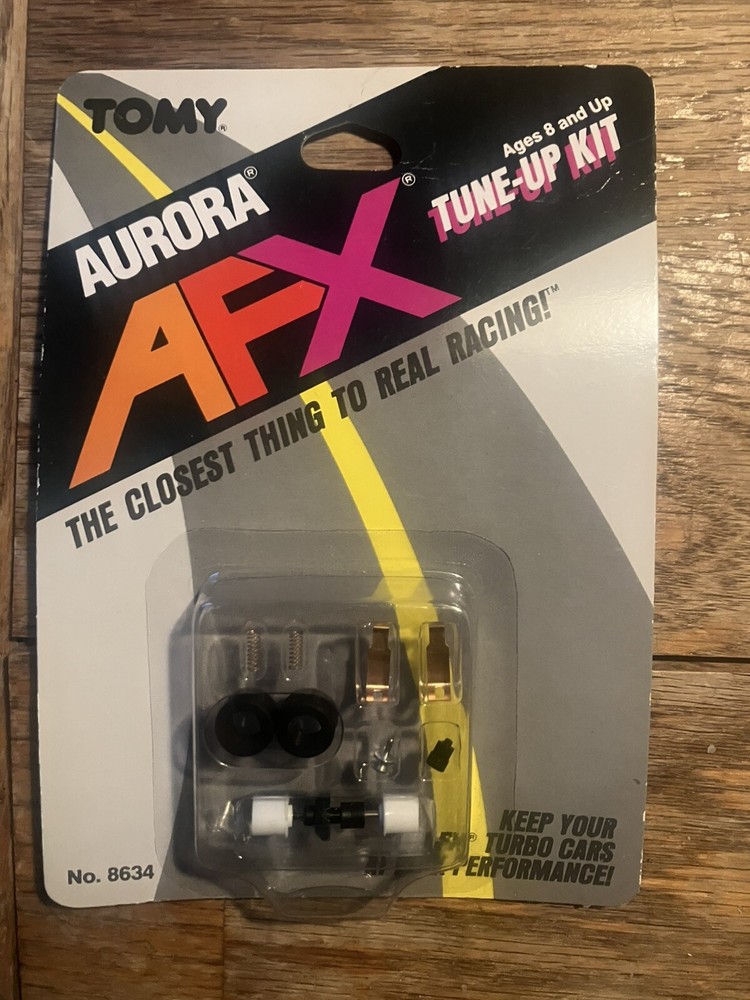 TOMY®
Ages 8 and Up
TUNE-UP KIT
AURORA®
AFX®
THE CLOSEST THING TO REAL RACING!™
KEEP YOUR
® TURBO CARS
PERFORMANCE!
No. 8634